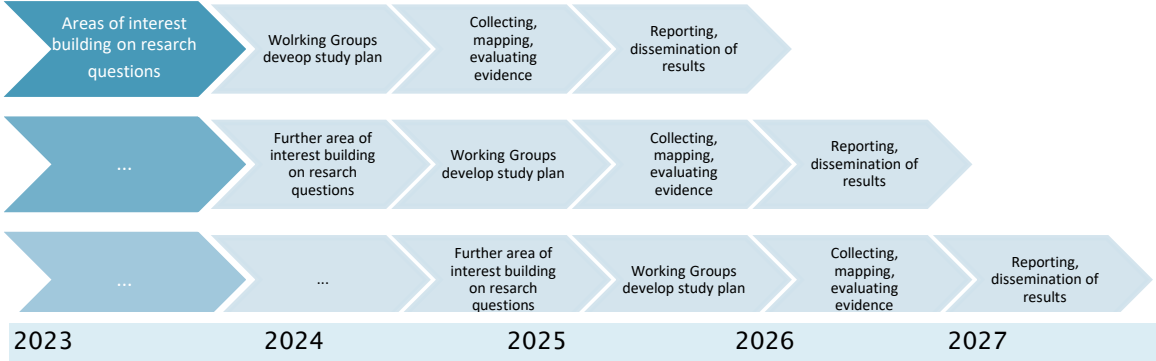 Areas of interest
building on resarch
questions
Wolrking Groups
deveop study plan
Collecting,
mapping,
evaluating
evidence
Reporting,
dissemination of
results
...
Further area of
interest building
on resarch
questions
Working Groups
develop study plan
Collecting,
mapping,
evaluating
evidence
Reporting,
dissemination of
results
...
...
Further area of
interest building
on resarch
questions
Working Groups
develop study plan
Collecting,
mapping,
evaluating
evidence
Reporting,
dissemination of
results
2023 2024 2025 2026 2027